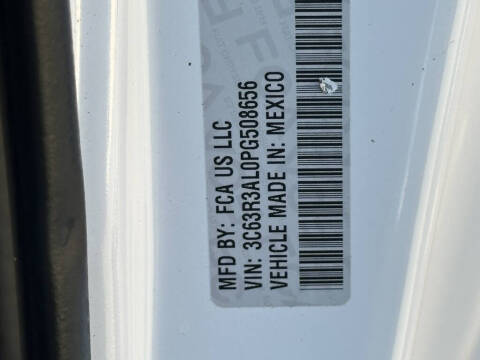 MFD BY: FCA US LLC
VIN: 3C63R3AL0PG508656
VEHICLE MADE IN: MEXICO